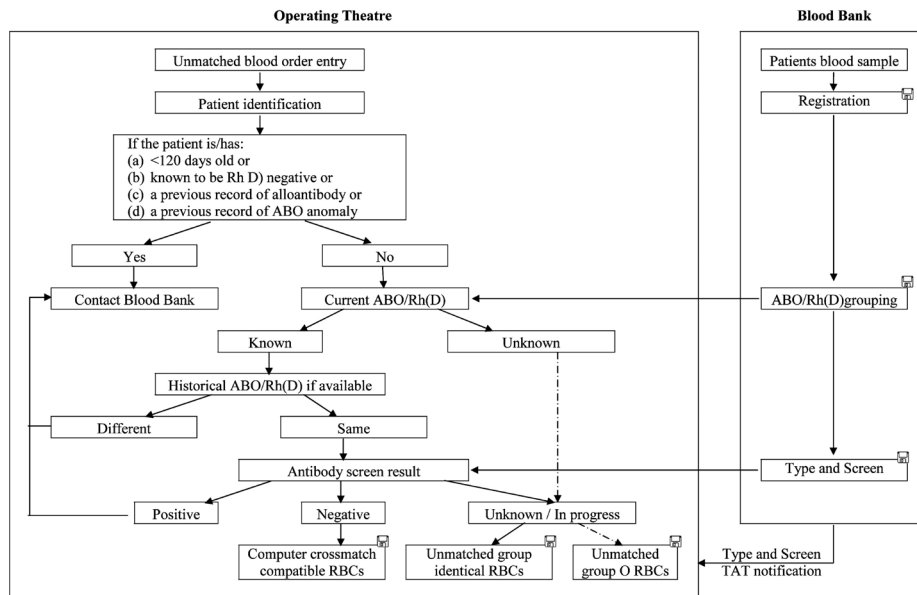 Operating Theatre
Blood Bank
Unmatched blood order entry
Patients blood sample
Patient identification
Registration
If the patient is/has:
(a) <120 days old or
(b) known to be Rh D) negative or
(c) a previous record of alloantibody or
(d) a previous record of ABO anomaly
Yes
No
Contact Blood Bank
Current ABO/Rh(D)
ABO/Rh(D)grouping
Known
Unknown
Historical ABO/Rh(D) if available
Different
Same
Antibody screen result
Type and Screen
Positive
Negative
Unknown / In progress
Computer crossmatch
compatible RBCs
Unmatched group
identical RBCs
Unmatched
group O RBCs
Type and Screen
TAT notification